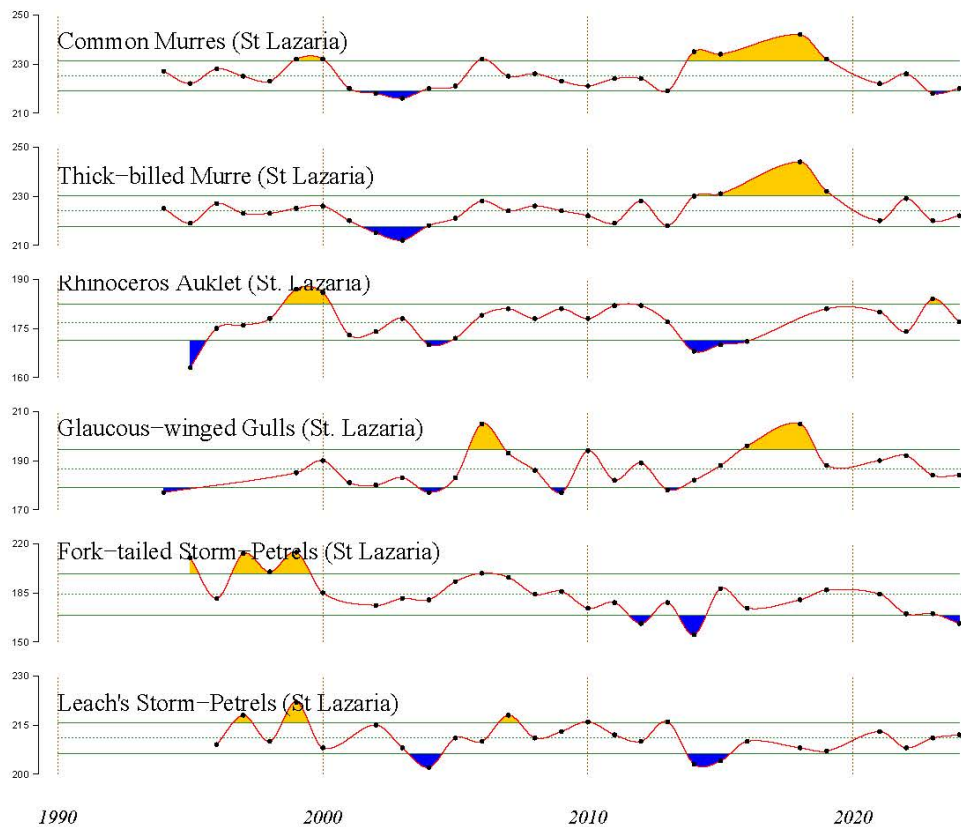 250
Common Murres (St Lazaria)
230
210
250
Thick−billed Murre (St Lazaria)
230
210
190
Rhinoceros Auklet (St. Lazaria)
175
160
210
Glaucous−winged Gulls (St. Lazaria)
190
170
220
Fork−tailed Storm−Petrels (St Lazaria)
185
150
230
Leach's Storm−Petrels (St Lazaria)
215
200
1990 2000 2010 2020